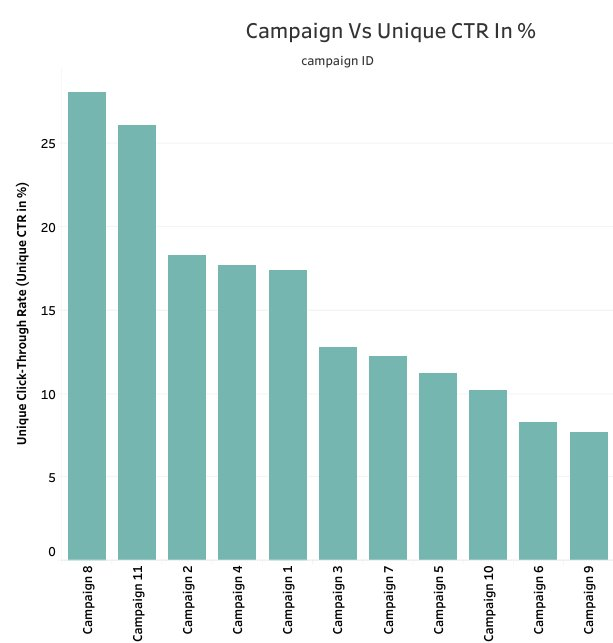 Campaign Vs Unique CTR In %
campaign ID
Unique Click-Through Rate (Unique CTR in %)
25
20
15
10
5
0
Campaign 8
Campaign 11
Campaign 2
Campaign 4
Campaign 1
Campaign 3
Campaign 7
Campaign 5
Campaign 10
Campaign 6
Campaign 9